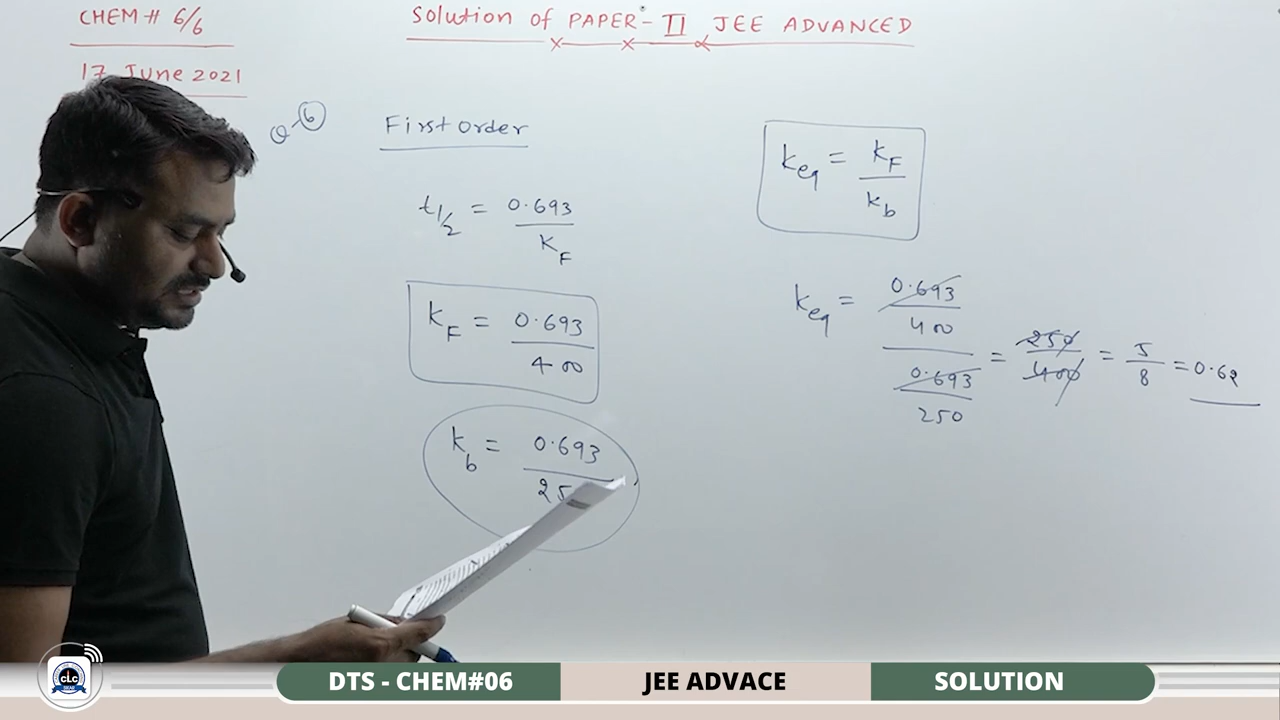 CHEM# 6/6
17 June 2021
Solution of PAPER-II JEE ADVANCED
Q-6
First Order
t1/2 = 0.693 / KF
KF = 0.693 / 400
Kb = 0.693 / 25
Keq = KF / Kb
Keq = (0.693 / 400) / (0.693 / 250) = 250 / 400 = 5 / 8 = 0.62
CLC
DTS - CHEM#06
JEE ADVACE
SOLUTION